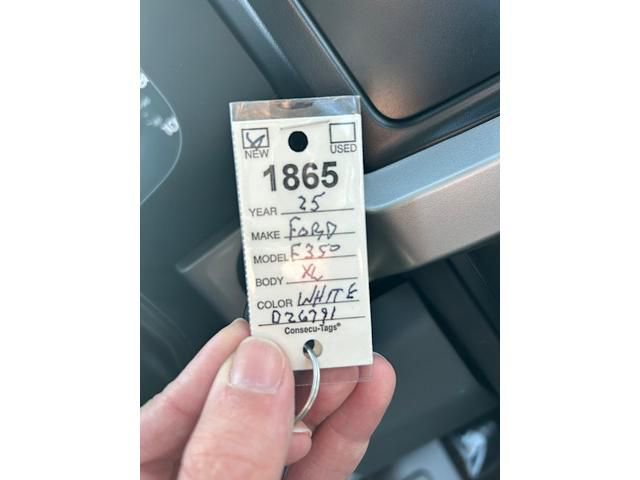 NEW USED
1865
YEAR 25
MAKE FORD
MODEL F350
BODY XL
COLOR WHITE
D26791
Consecu-Tags®